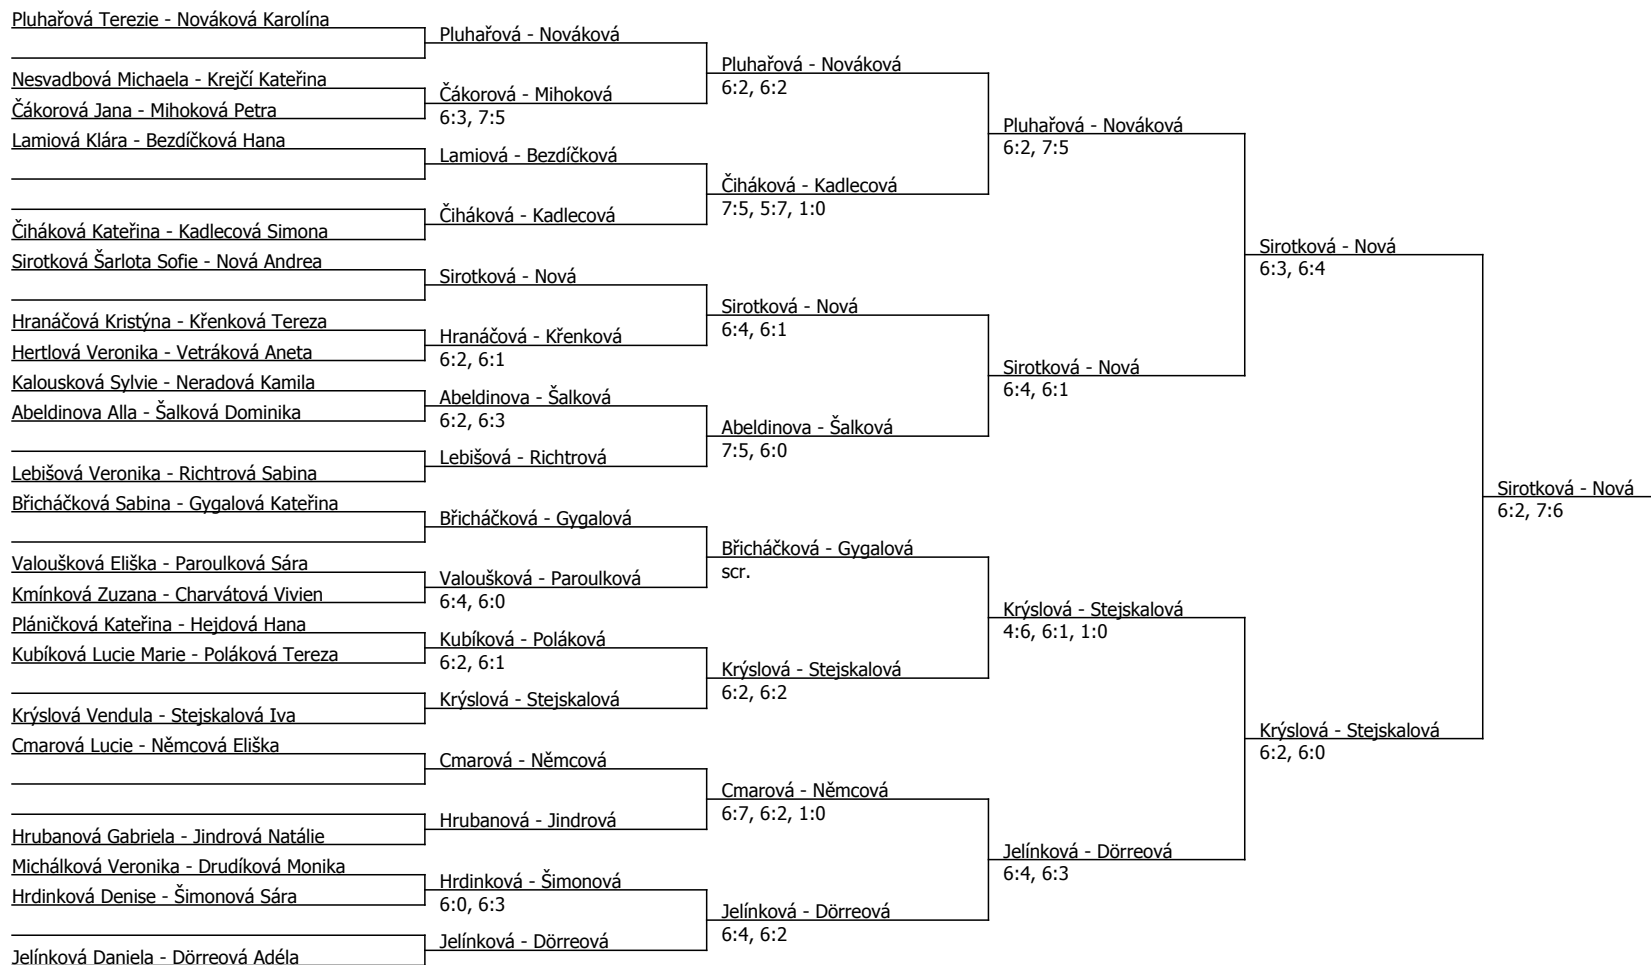 Pluhařová Terezie - Nováková Karolína
Nesvadbová Michaela - Krejčí Kateřina
Čákorová Jana - Mihoková Petra
Lamiová Klára - Bezdíčková Hana
Čiháková Kateřina - Kadlecová Simona
Sirotková Šarlota Sofie - Nová Andrea
Hranáčová Kristýna - Křenková Tereza
Hertlová Veronika - Vetráková Aneta
Kalousková Sylvie - Neradová Kamila
Abeldinova Alla - Šalková Dominika
Lebišová Veronika - Richtrová Sabina
Břicháčková Sabina - Gygalová Kateřina
Valoušková Eliška - Paroulková Sára
Kmínková Zuzana - Charvátová Vivien
Pláničková Kateřina - Hejdová Hana
Kubíková Lucie Marie - Poláková Tereza
Krýslová Vendula - Stejskalová Iva
Cmarová Lucie - Němcová Eliška
Hrubanová Gabriela - Jindrová Natálie
Michálková Veronika - Drudíková Monika
Hrdinková Denise - Šimonová Sára
Jelínková Daniela - Dörreová Adéla
Pluhařová - Nováková
Čákorová - Mihoková
6:3, 7:5
Lamiová - Bezdíčková
Čiháková - Kadlecová
Sirotková - Nová
Hranáčová - Křenková
6:2, 6:1
Abeldinova - Šalková
6:2, 6:3
Lebišová - Richtrová
Břicháčková - Gygalová
Valoušková - Paroulková
6:4, 6:0
Kubíková - Poláková
6:2, 6:1
Krýslová - Stejskalová
Cmarová - Němcová
Hrubanová - Jindrová
Hrdinková - Šimonová
6:0, 6:3
Jelínková - Dörreová
Pluhařová - Nováková
6:2, 6:2
Čiháková - Kadlecová
7:5, 5:7, 1:0
Sirotková - Nová
6:4, 6:1
Abeldinova - Šalková
7:5, 6:0
Břicháčková - Gygalová
scr.
Krýslová - Stejskalová
6:2, 6:2
Cmarová - Němcová
6:7, 6:2, 1:0
Jelínková - Dörreová
6:4, 6:2
Pluhařová - Nováková
6:2, 7:5
Sirotková - Nová
6:4, 6:1
Krýslová - Stejskalová
4:6, 6:1, 1:0
Jelínková - Dörreová
6:4, 6:3
Sirotková - Nová
6:3, 6:4
Krýslová - Stejskalová
6:2, 6:0
Sirotková - Nová
6:2, 7:6